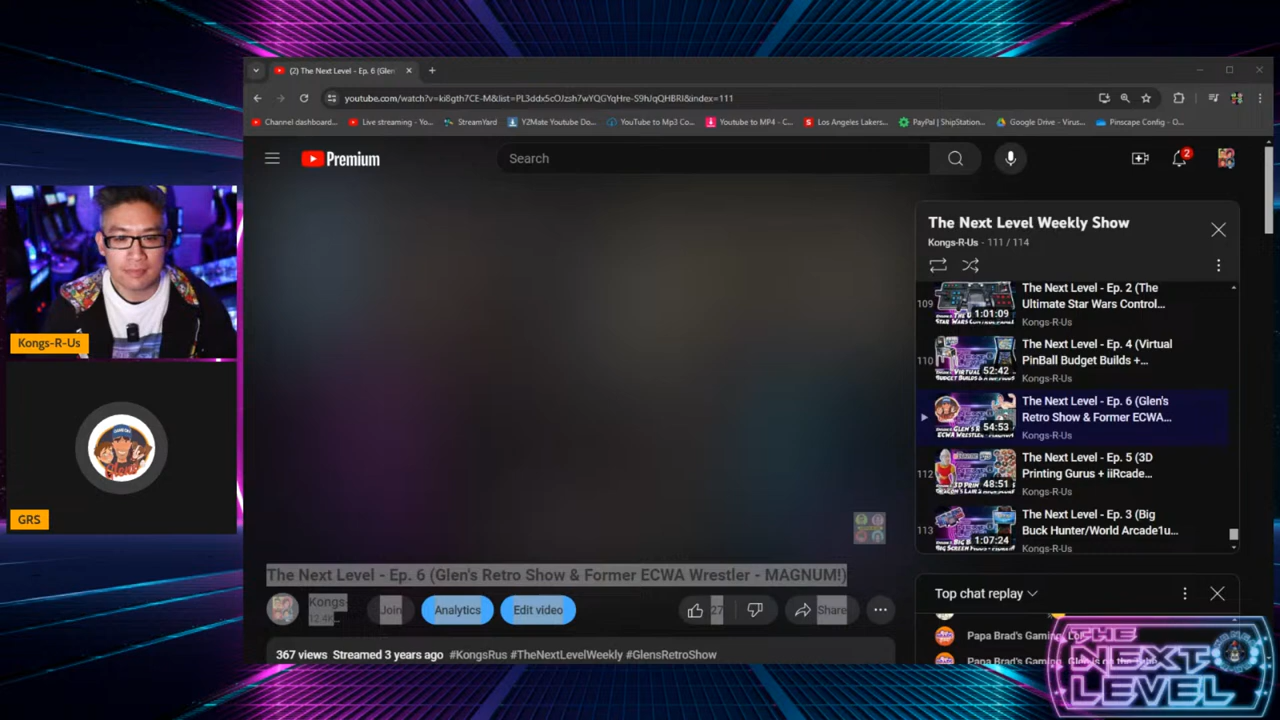 (2) The Next Level - Ep. 6 (Glen
youtube.com/watch?v=ki8gth7CE-M&list=PL3ddx5cOJzsh7wYQGYqHre-S9hJqQHBRI&index=111
Channel dashboard...
Live streaming - Yo...
StreamYard
Y2Mate Youtube Do...
YouTube to Mp3 Co...
Youtube to MP4 - C...
Los Angeles Lakers...
PayPal | ShipStation...
Google Drive - Virus...
Pinscape Config - O...
Premium
Search
2
Kongs-R-Us
GRS
The Next Level Weekly Show
Kongs-R-Us - 111 / 114
109
1:01:09
The Next Level - Ep. 2 (The
Ultimate Star Wars Control...
Kongs-R-Us
110
52:42
The Next Level - Ep. 4 (Virtual
PinBall Budget Builds +...
Kongs-R-Us
54:53
The Next Level - Ep. 6 (Glen's
Retro Show & Former ECWA...
Kongs-R-Us
112
48:51
The Next Level - Ep. 5 (3D
Printing Gurus + iiRcade...
Kongs-R-Us
113
1:07:24
The Next Level - Ep. 3 (Big
Buck Hunter/World Arcade1u...
Kongs-R-Us
The Next Level - Ep. 6 (Glen's Retro Show & Former ECWA Wrestler - MAGNUM!)
Kongs-
12.4K
Join
Analytics
Edit video
27
Share
367 views Streamed 3 years ago #KongsRus #TheNextLevelWeekly #GlensRetroShow
Top chat replay
Papa Brad's Gaming
Papa Brad's Gaming
THE
NEXT
LEVEL